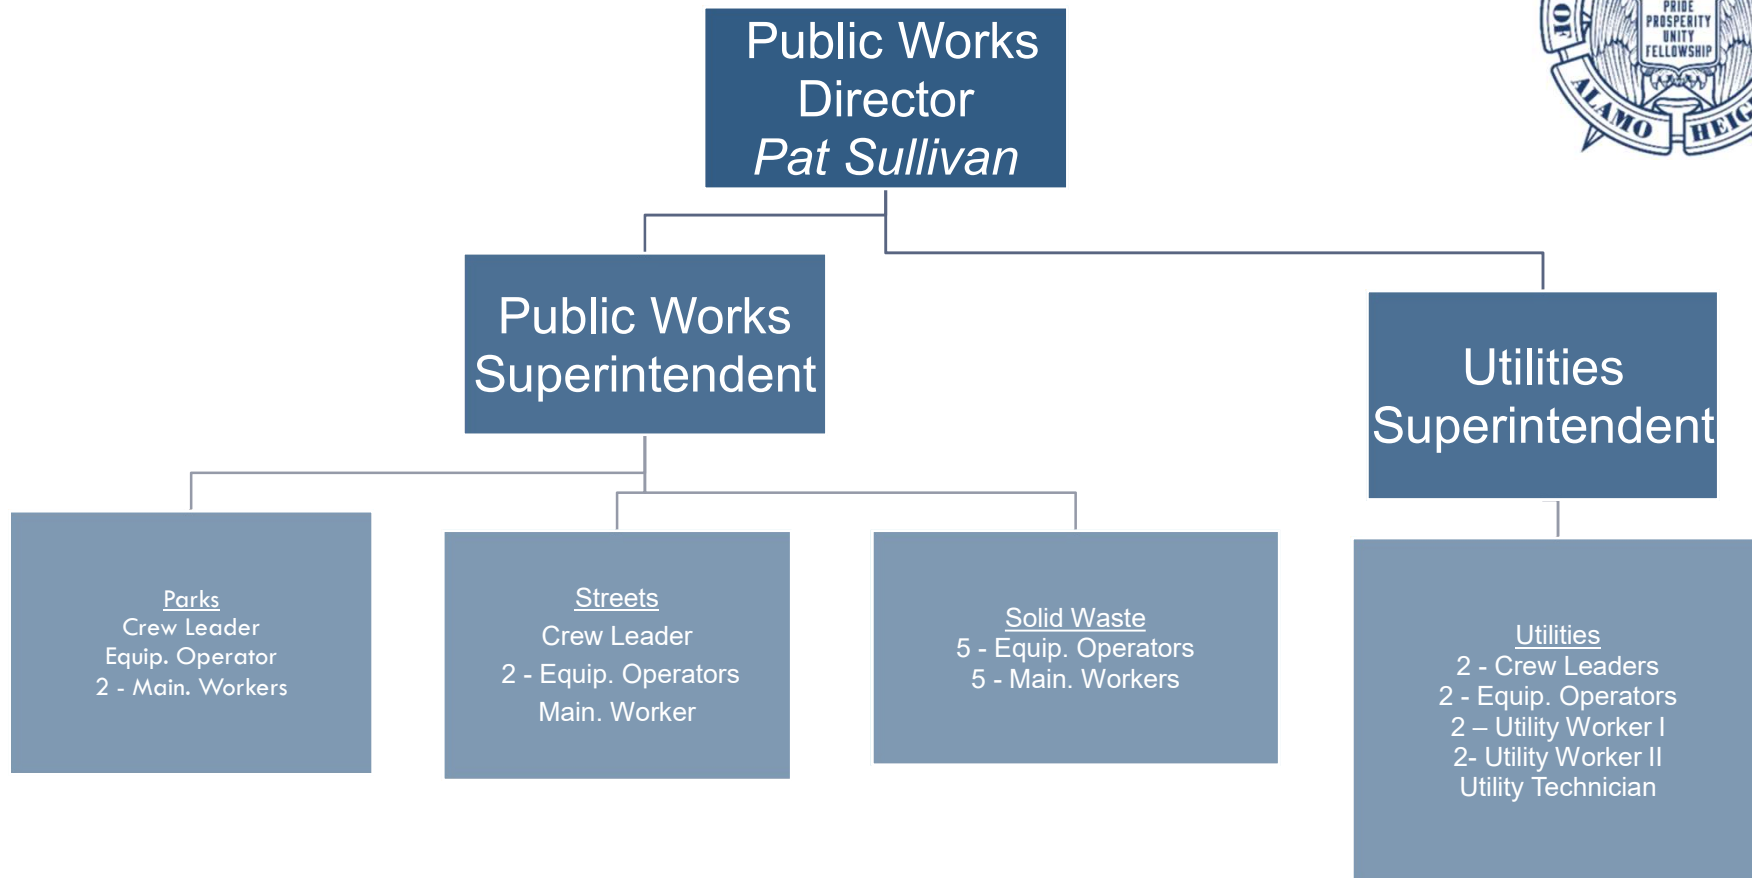 Public Works
Director
Pat Sullivan
PRIDE
PROSPERITY
UNITY
FELLOWSHIP
OF
ALAMO
Public Works
Superintendent
Utilities
Superintendent
Parks
Crew Leader
Equip. Operator
2 - Main. Workers
Streets
Crew Leader
2 - Equip. Operators
Main. Worker
Solid Waste
5 - Equip. Operators
5 - Main. Workers
Utilities
2 - Crew Leaders
2 - Equip. Operators
2 – Utility Worker I
2- Utility Worker II
Utility Technician